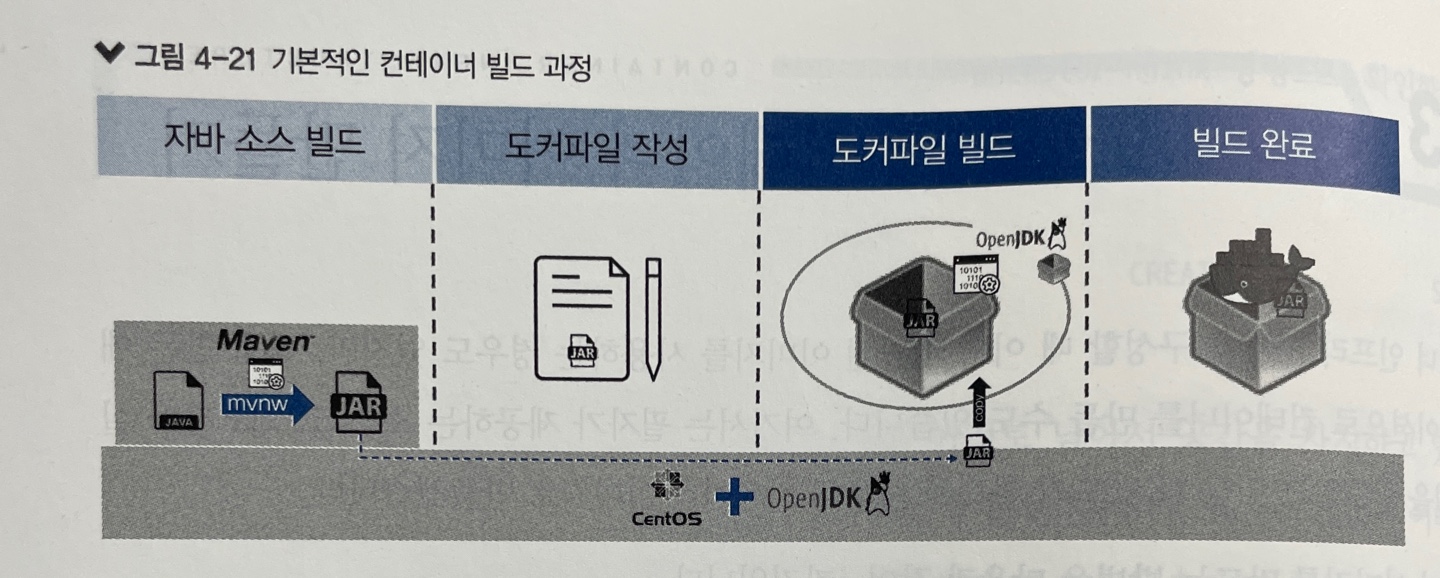 그림 4-21 기본적인 컨테이너 빌드 과정
자바 소스 빌드
도커파일 작성
도커파일 빌드
빌드 완료
Maven
10101
mvnw
JAVA
JAR
JAR
OpenJDK
10101
1110
1010
JAR
copy
JAR
JAR
CentOS
OpenJDK